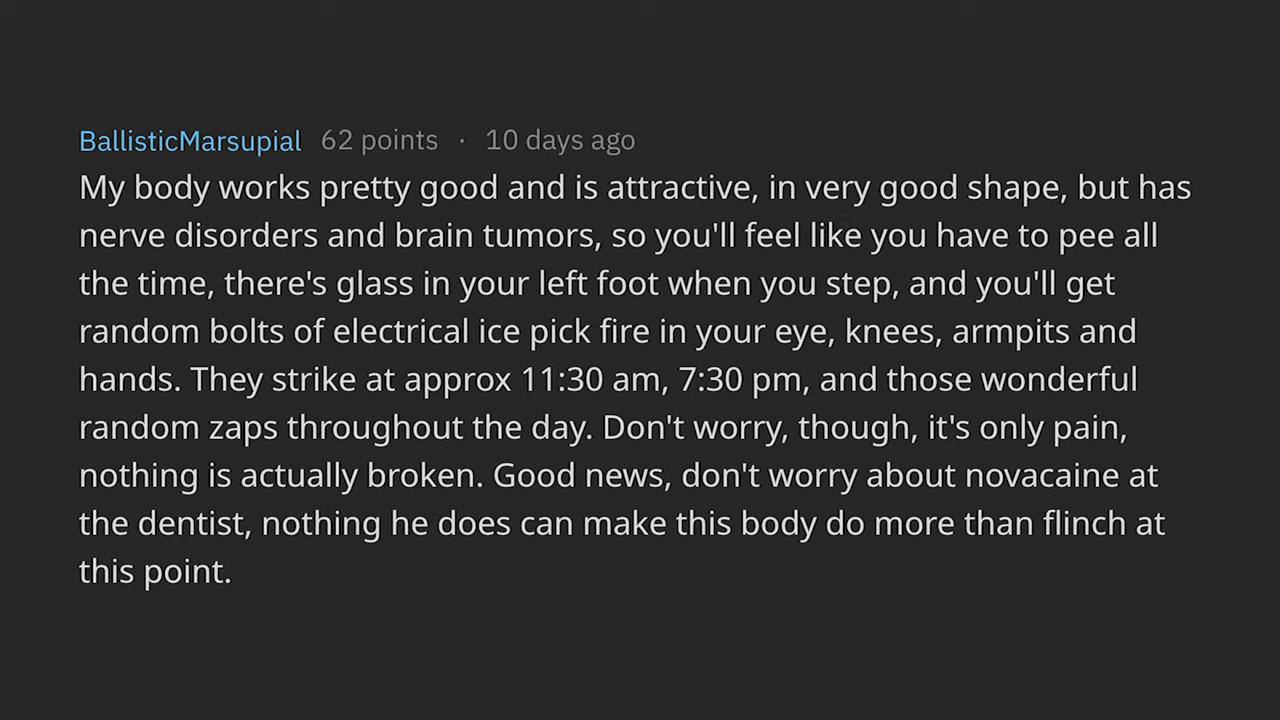 BallisticMarsupial 62 points · 10 days ago
My body works pretty good and is attractive, in very good shape, but has
nerve disorders and brain tumors, so you'll feel like you have to pee all
the time, there's glass in your left foot when you step, and you'll get
random bolts of electrical ice pick fire in your eye, knees, armpits and
hands. They strike at approx 11:30 am, 7:30 pm, and those wonderful
random zaps throughout the day. Don't worry, though, it's only pain,
nothing is actually broken. Good news, don't worry about novacaine at
the dentist, nothing he does can make this body do more than flinch at
this point.